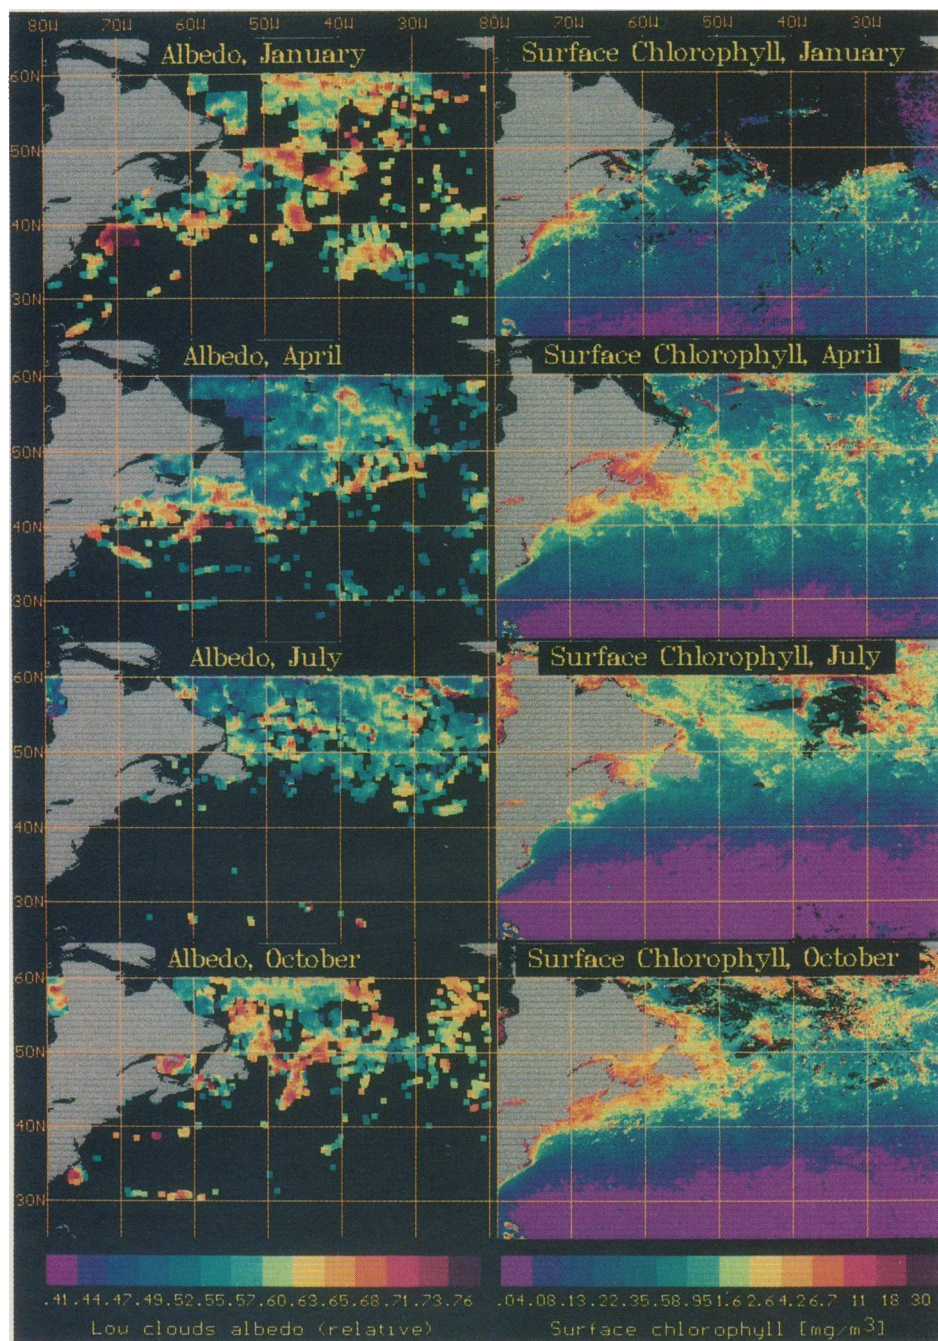 80W 70W 60W 50W 40W 30W 80W 70W 60W 50W 40W 30W
Albedo, January
Surface Chlorophyll, January
60N
50N
40N
30N
Albedo, April
Surface Chlorophyll, April
60N
50N
40N
30N
Albedo, July
Surface Chlorophyll, July
60N
50N
40N
30N
Albedo, October
Surface Chlorophyll, October
60N
50N
40N
30N
.41.44.47.49.52.55.57.60.63.65.68.71.73.76
.04.08.13.22.35.58.951.6 2.6 4.2 6.7 11 18 30
Low clouds albedo (relative)
Surface chlorophyll [mg/m³]